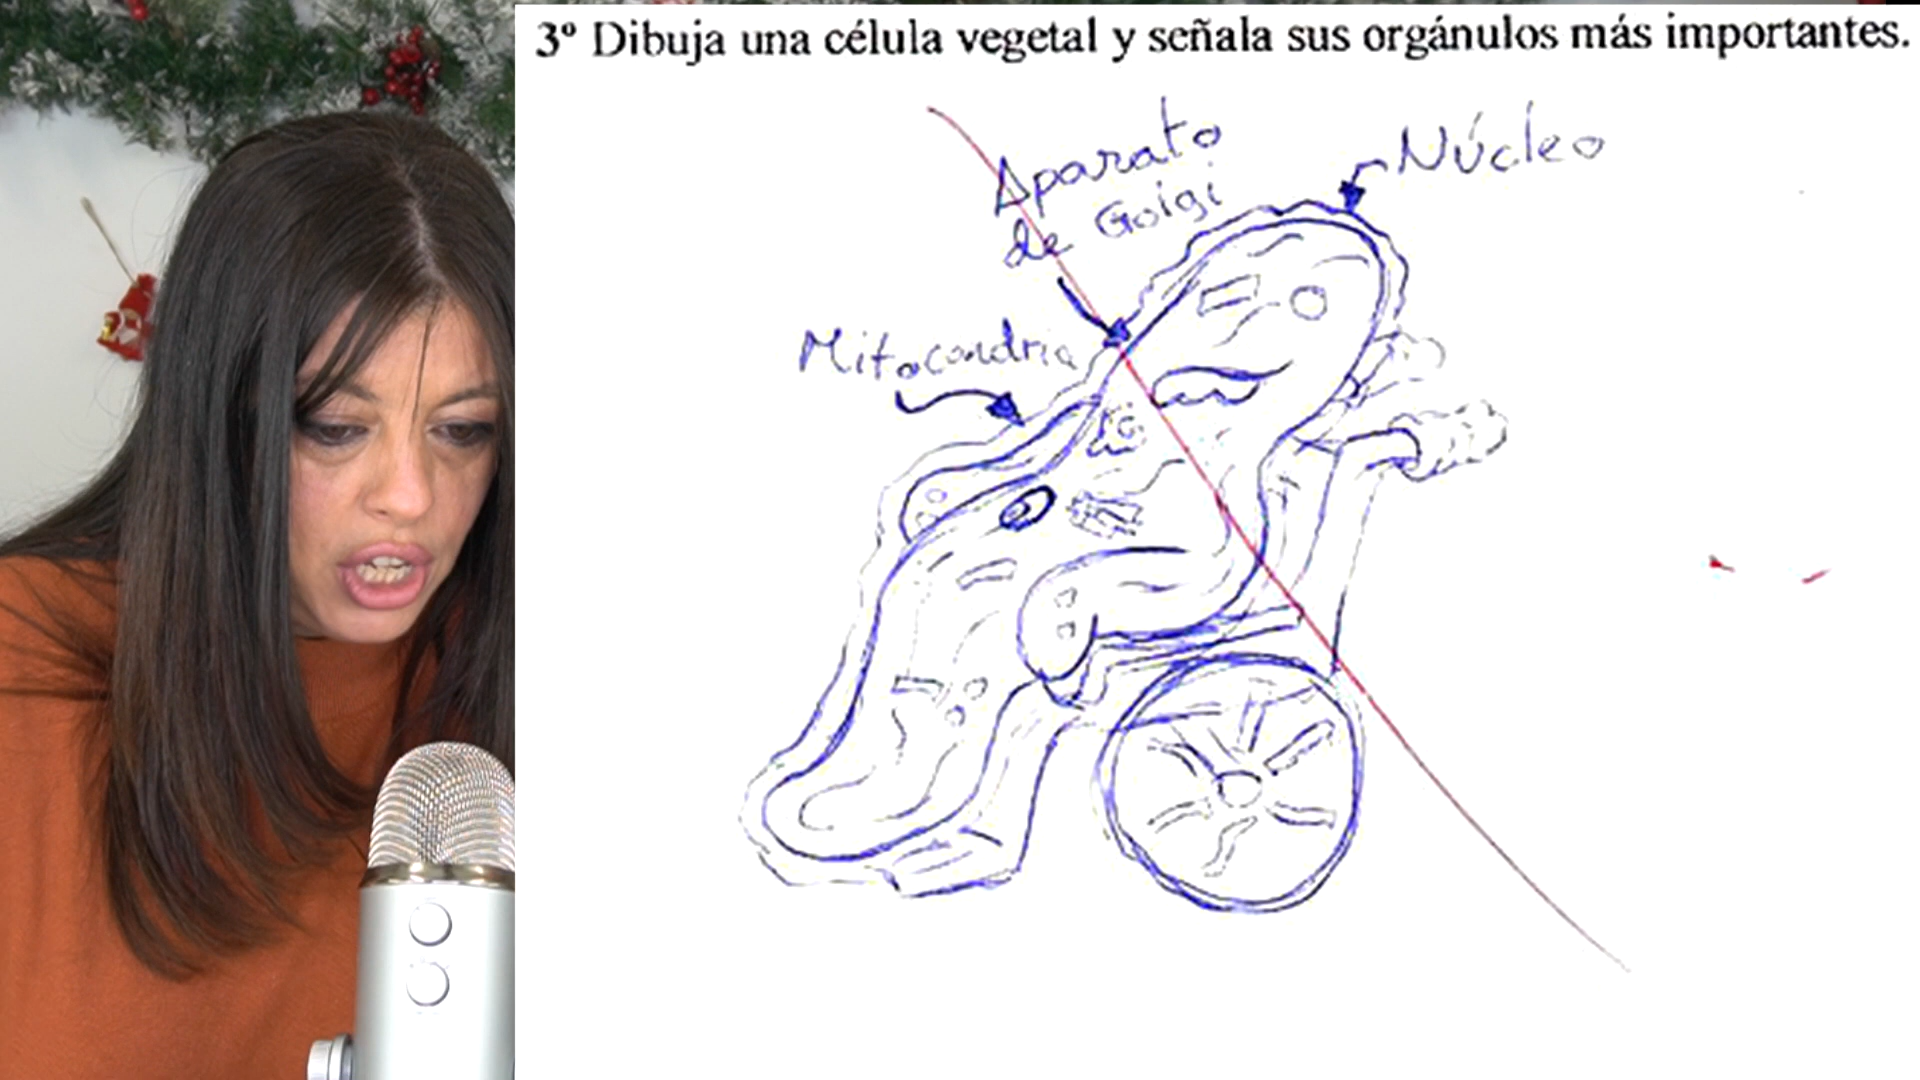 3º Dibuja una célula vegetal y señala sus orgánulos más importantes.
Aparato
de Golgi
Núcleo
Mitocondria